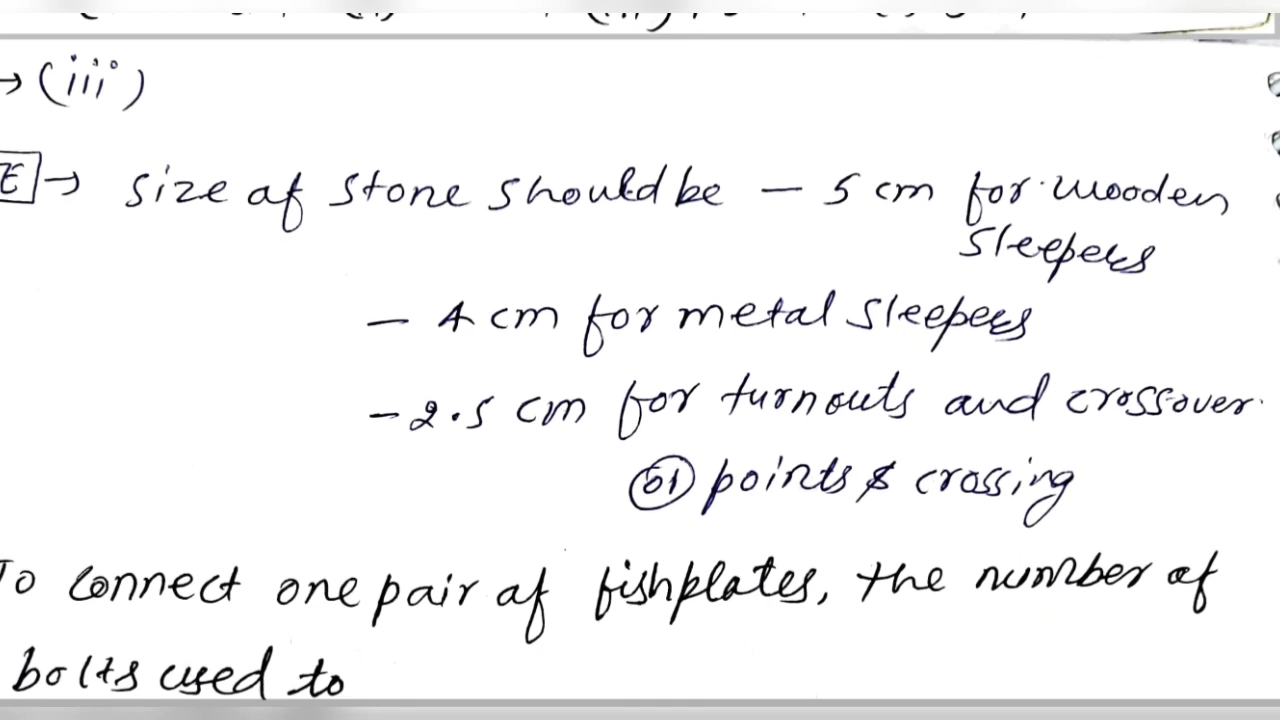 → (iii)
E → size of stone should be – 5 cm for wooden
sleepers
– 4 cm for metal sleepers
– 2.5 cm for turnouts and crossover.
or points & crossing
To connect one pair of fishplates, the number of
bolts used to